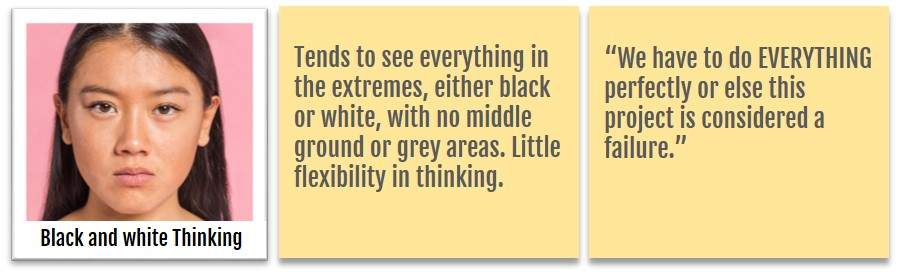 Black and white Thinking
Tends to see everything in
the extremes, either black
or white, with no middle
ground or grey areas. Little
flexibility in thinking.
“We have to do EVERYTHING
perfectly or else this
project is considered a
failure.”